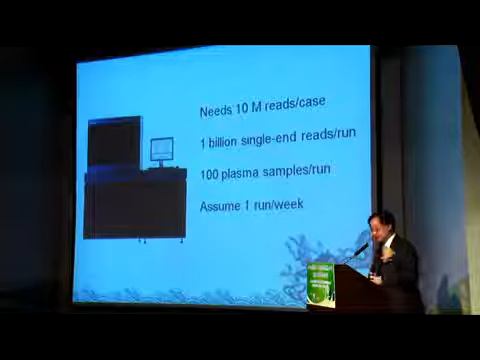 Needs 10 M reads/case
1 billion single-end reads/run
100 plasma samples/run
Assume 1 run/week